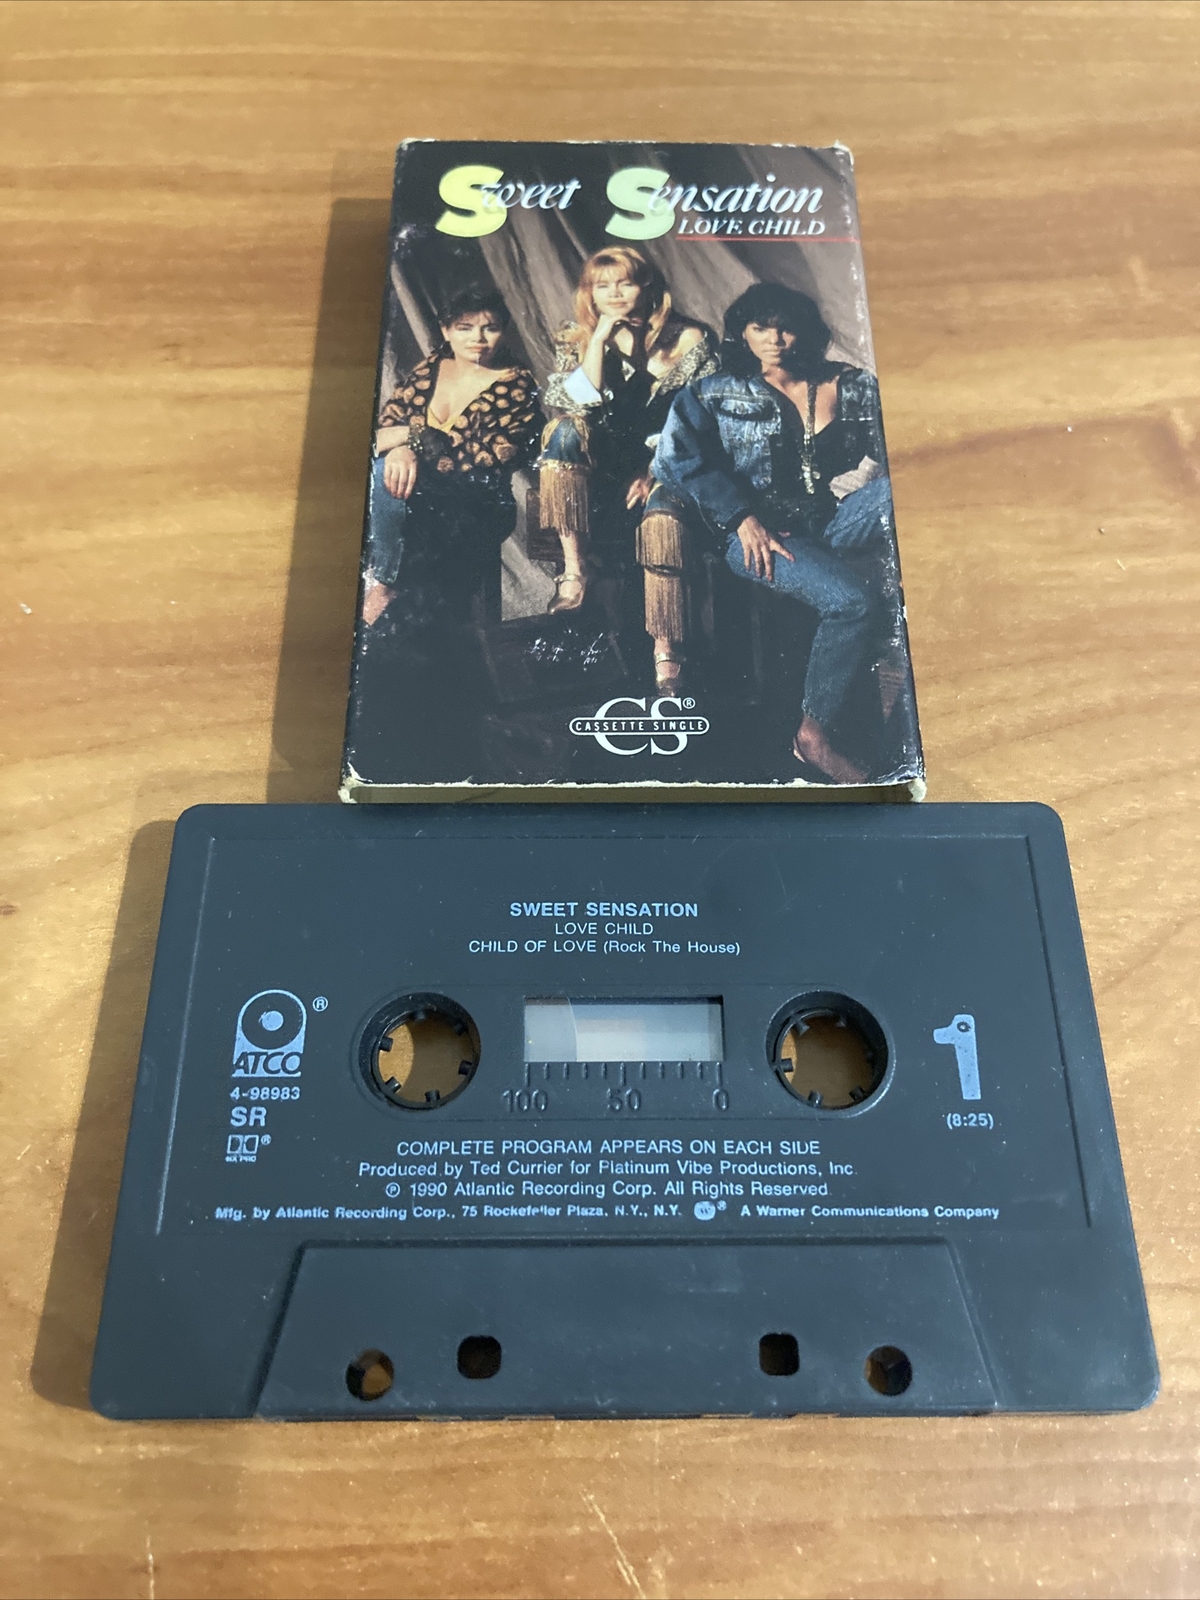 Sweet Sensation
LOVE CHILD
CS®
CASSETTE SINGLE
SWEET SENSATION
LOVE CHILD
CHILD OF LOVE (Rock The House)
®
ATCO
4-98983
SR
®
HX PRO
100 50 0
1
(8:25)
COMPLETE PROGRAM APPEARS ON EACH SIDE
Produced by Ted Currier for Platinum Vibe Productions, Inc.
℗ 1990 Atlantic Recording Corp. All Rights Reserved.
Mfg. by Atlantic Recording Corp., 75 Rockefeller Plaza, N.Y., N.Y. ® A Warner Communications Company